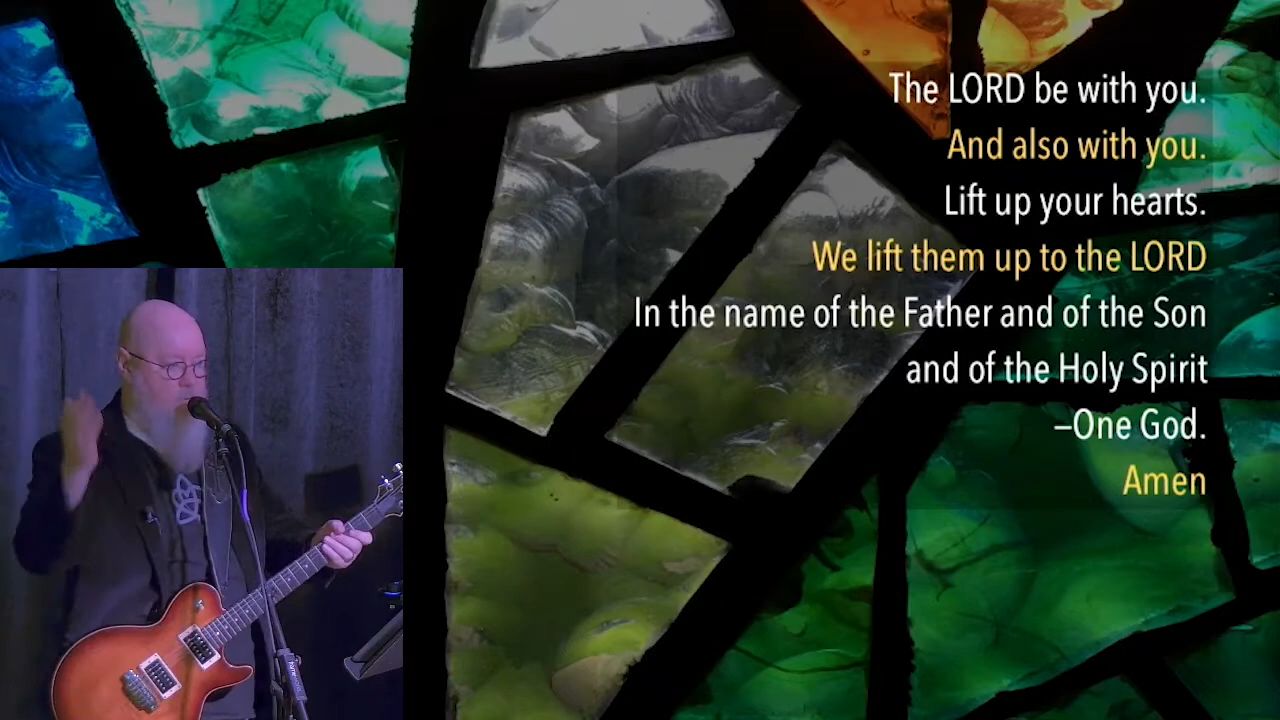 The LORD be with you.
And also with you.
Lift up your hearts.
We lift them up to the LORD
In the name of the Father and of the Son
and of the Holy Spirit
–One God.
Amen